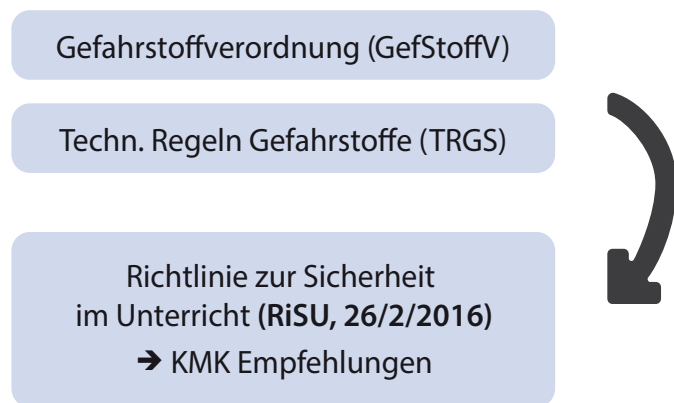 Gefahrstoffverordnung (GefStoffV)
Techn. Regeln Gefahrstoffe (TRGS)
Richtlinie zur Sicherheit
im Unterricht (RiSU, 26/2/2016)
➔ KMK Empfehlungen